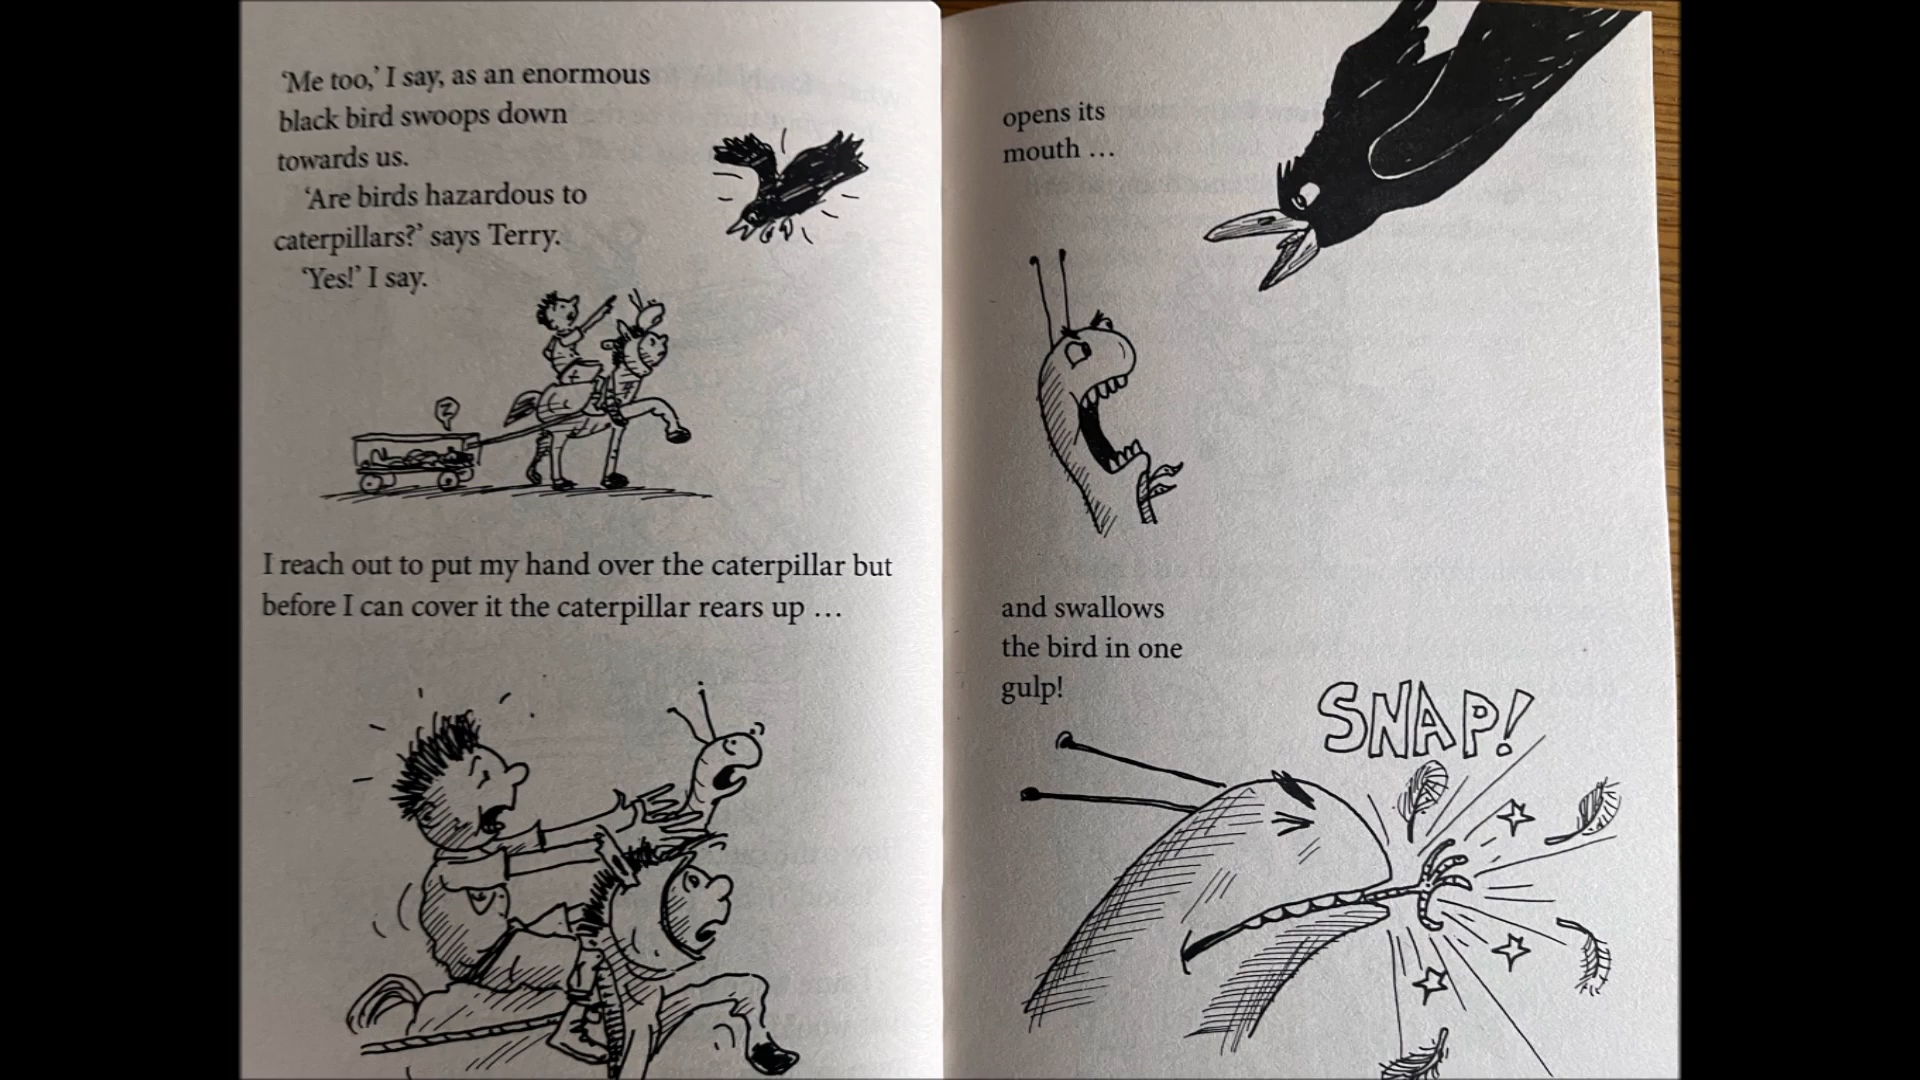 ‘Me too,’ I say, as an enormous
black bird swoops down
towards us.
‘Are birds hazardous to
caterpillars?’ says Terry.
‘Yes!’ I say.
Z
I reach out to put my hand over the caterpillar but
before I can cover it the caterpillar rears up …
opens its
mouth …
and swallows
the bird in one
gulp!
SNAP!